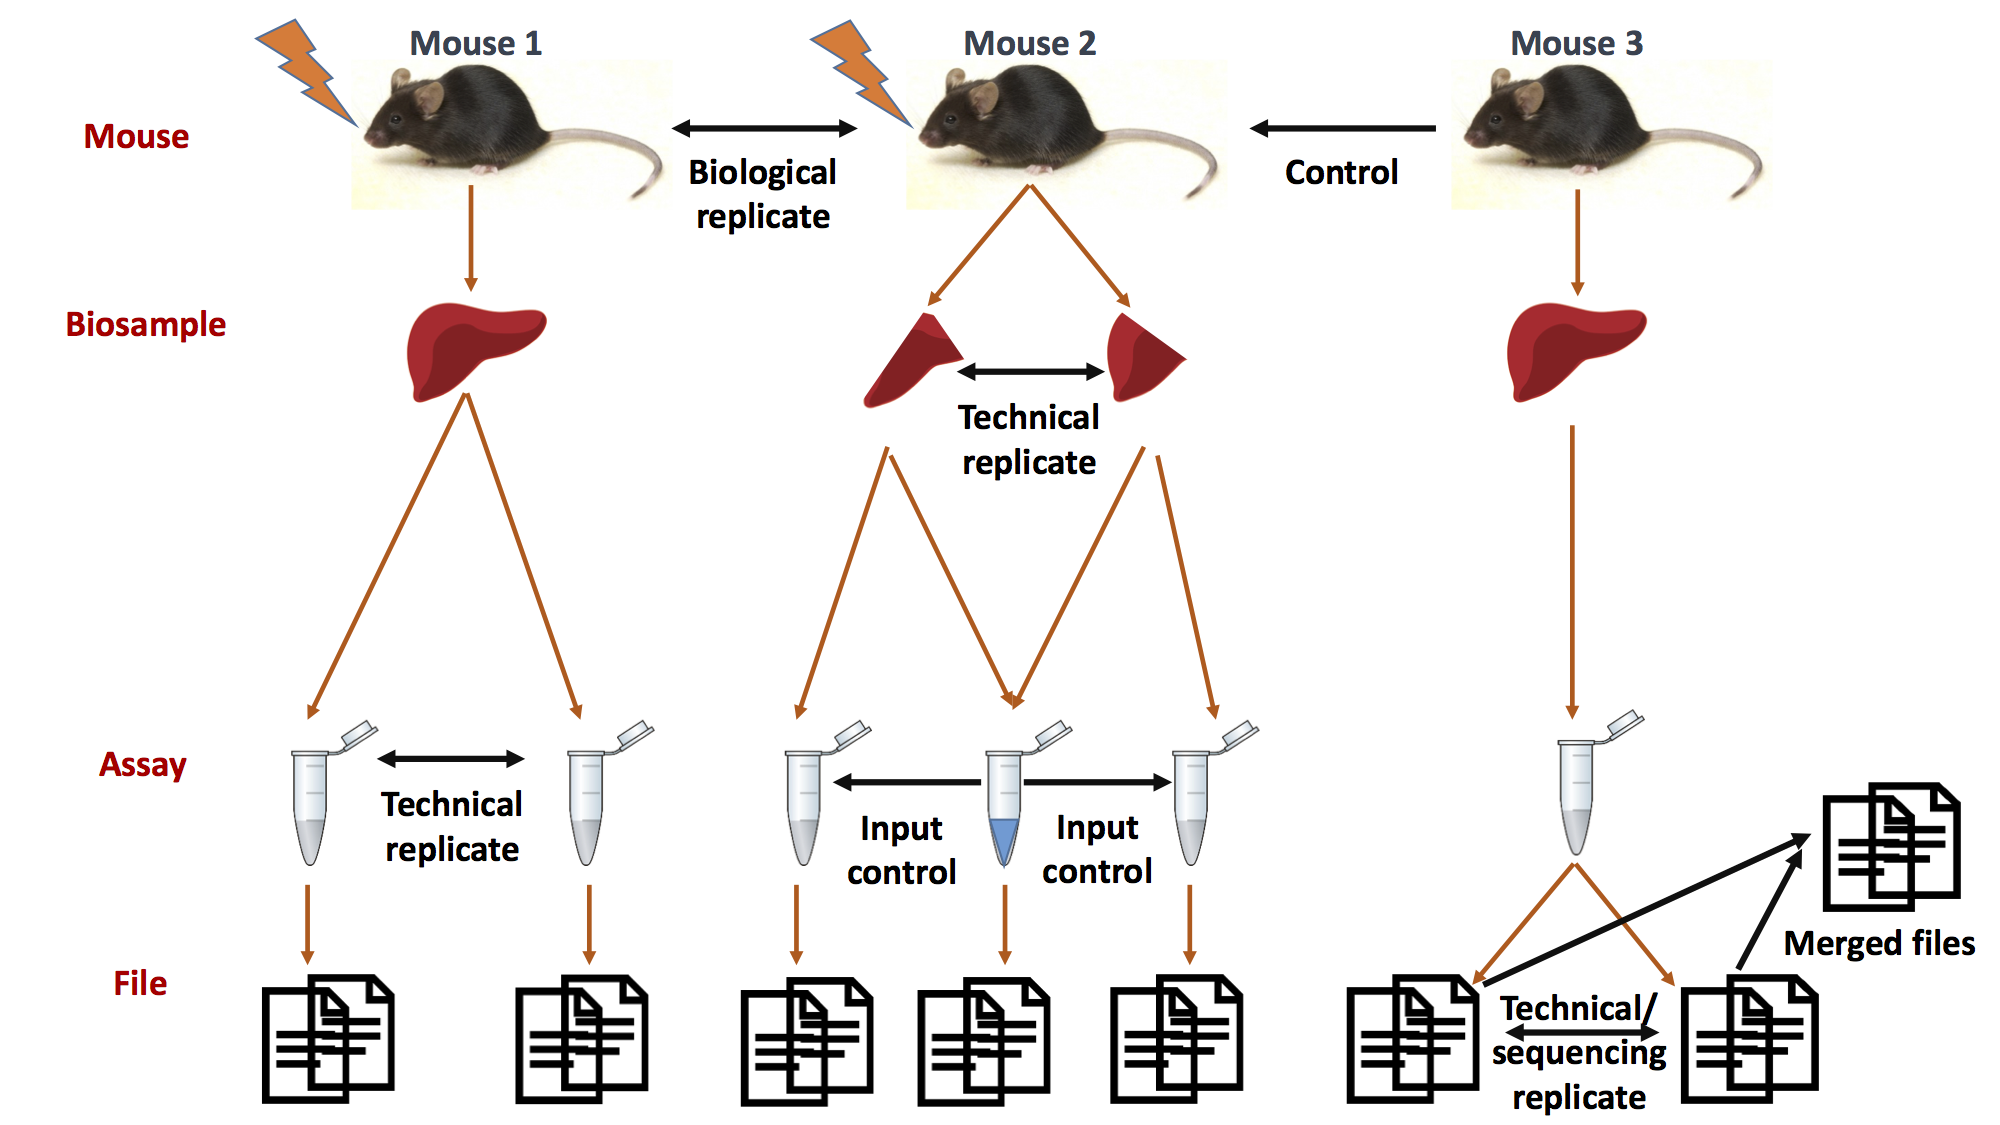 Mouse 1
Mouse 2
Mouse 3
Mouse
Biological
replicate
Control
Biosample
Technical
replicate
Assay
Technical
replicate
Input
control
Input
control
Merged files
File
Technical/
sequencing
replicate